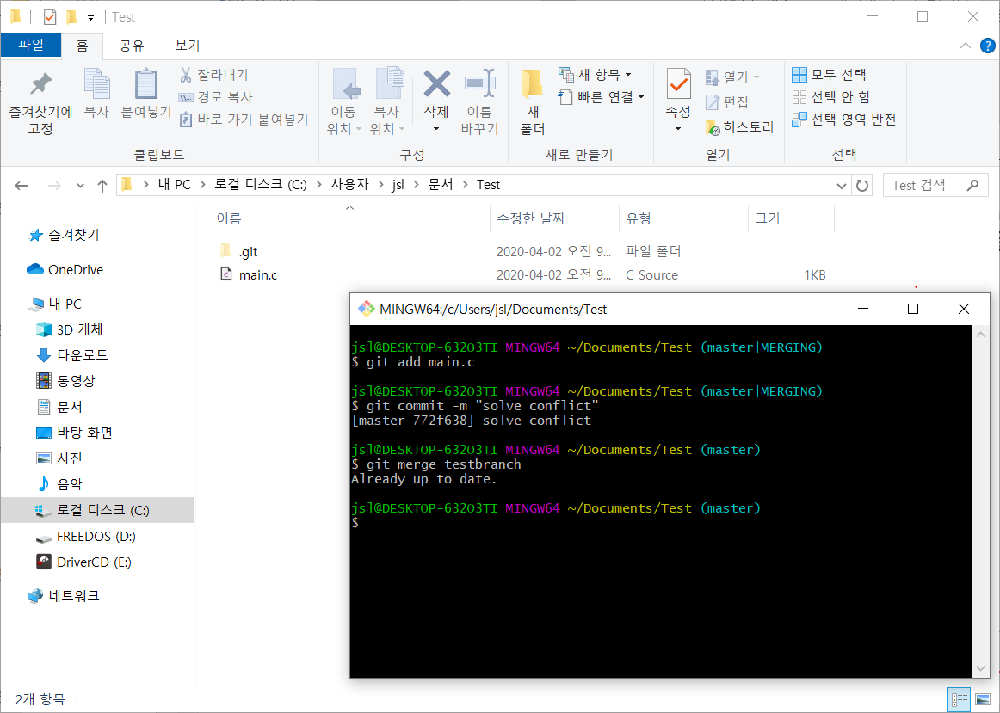 Test
파일 홈 공유 보기
즐겨찾기에 고정
복사
붙여넣기
잘라내기
경로 복사
바로 가기 붙여넣기
클립보드
이동 위치
복사 위치
삭제
이름 바꾸기
구성
새 폴더
새 항목
빠른 연결
새로 만들기
속성
열기
편집
히스토리
열기
모두 선택
선택 안 함
선택 영역 반전
선택
내 PC > 로컬 디스크 (C:) > 사용자 > jsl > 문서 > Test
Test 검색
이름 수정한 날짜 유형 크기
.git 2020-04-02 오전 9... 파일 폴더
main.c 2020-04-02 오전 9... C Source 1KB
즐겨찾기
OneDrive
내 PC
3D 개체
다운로드
동영상
문서
바탕 화면
사진
음악
로컬 디스크 (C:)
FREEDOS (D:)
DriverCD (E:)
네트워크
2개 항목
MINGW64:/c/Users/jsl/Documents/Test
jsl@DESKTOP-632O3TI MINGW64 ~/Documents/Test (master|MERGING)
$ git add main.c
jsl@DESKTOP-632O3TI MINGW64 ~/Documents/Test (master|MERGING)
$ git commit -m "solve conflict"
[master 772f638] solve conflict
jsl@DESKTOP-632O3TI MINGW64 ~/Documents/Test (master)
$ git merge testbranch
Already up to date.
jsl@DESKTOP-632O3TI MINGW64 ~/Documents/Test (master)
$